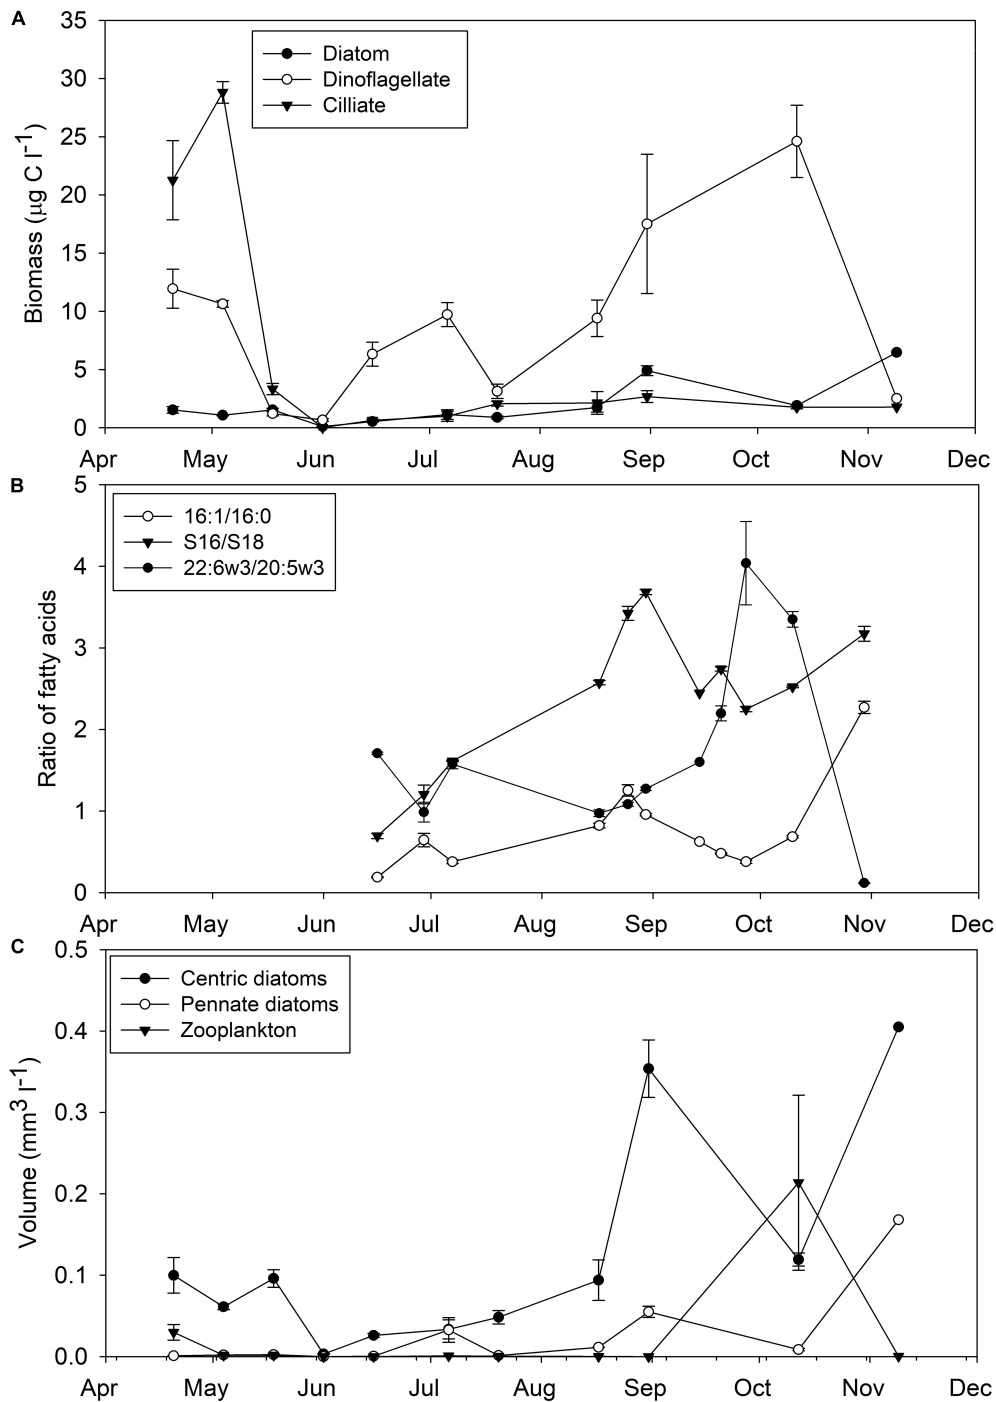 A
35
30
25
20
15
10
5
0
Biomass (μg C l⁻¹)
Diatom
Dinoflagellate
Cilliate
Apr May Jun Jul Aug Sep Oct Nov Dec
B
5
4
3
2
1
0
Ratio of fatty acids
16:1/16:0
S16/S18
22:6w3/20:5w3
Apr May Jun Jul Aug Sep Oct Nov Dec
C
0.5
0.4
0.3
0.2
0.1
0.0
Volume (mm³ l⁻¹)
Centric diatoms
Pennate diatoms
Zooplankton
Apr May Jun Jul Aug Sep Oct Nov Dec